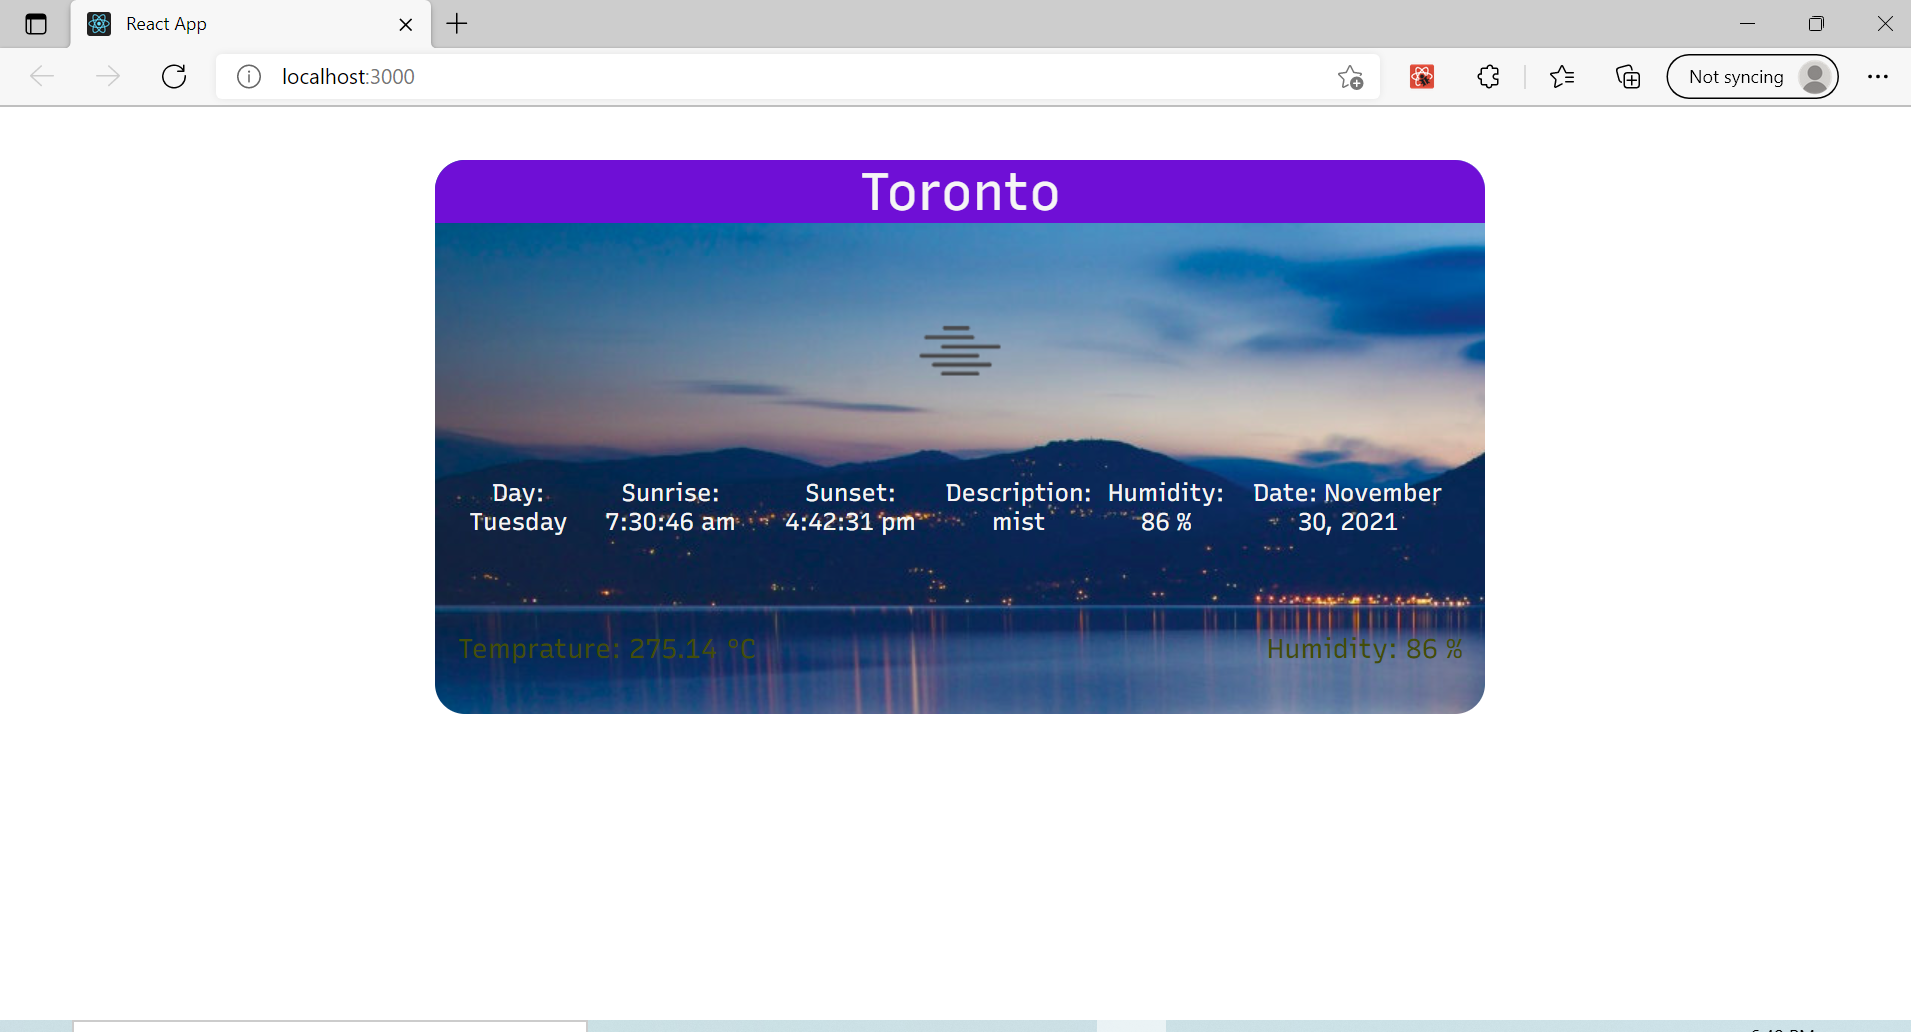 React App
localhost:3000
Not syncing
Toronto
Day:
Tuesday
Sunrise:
7:30:46 am
Sunset:
4:42:31 pm
Description:
mist
Humidity:
86 %
Date: November
30, 2021
Temprature: 275.14 °C
Humidity: 86 %